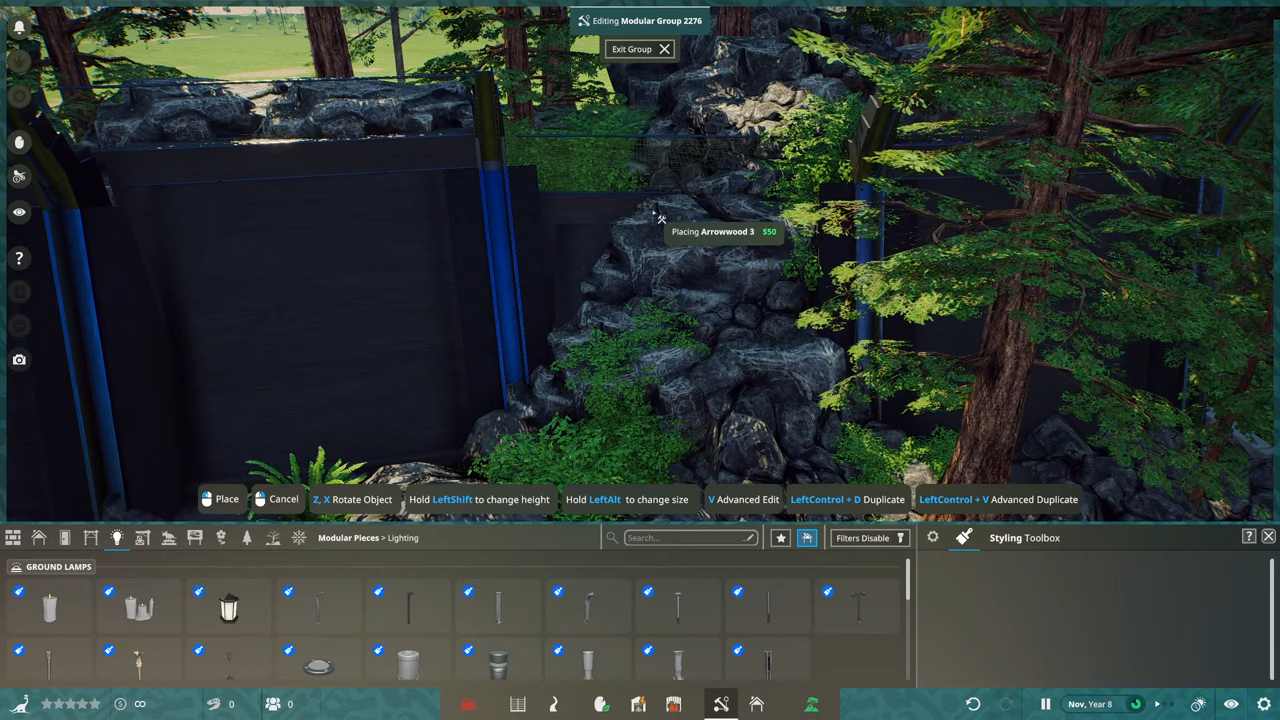 Editing Modular Group 2276
Exit Group
Placing Arrowwood 3 $50
Place
Cancel
Z, X Rotate Object
Hold LeftShift to change height
Hold LeftAlt to change size
V Advanced Edit
LeftControl + D Duplicate
LeftControl + V Advanced Duplicate
Modular Pieces > Lighting
Search...
Filters Disable
Styling Toolbox
?
GROUND LAMPS
0
0
Nov, Year 8